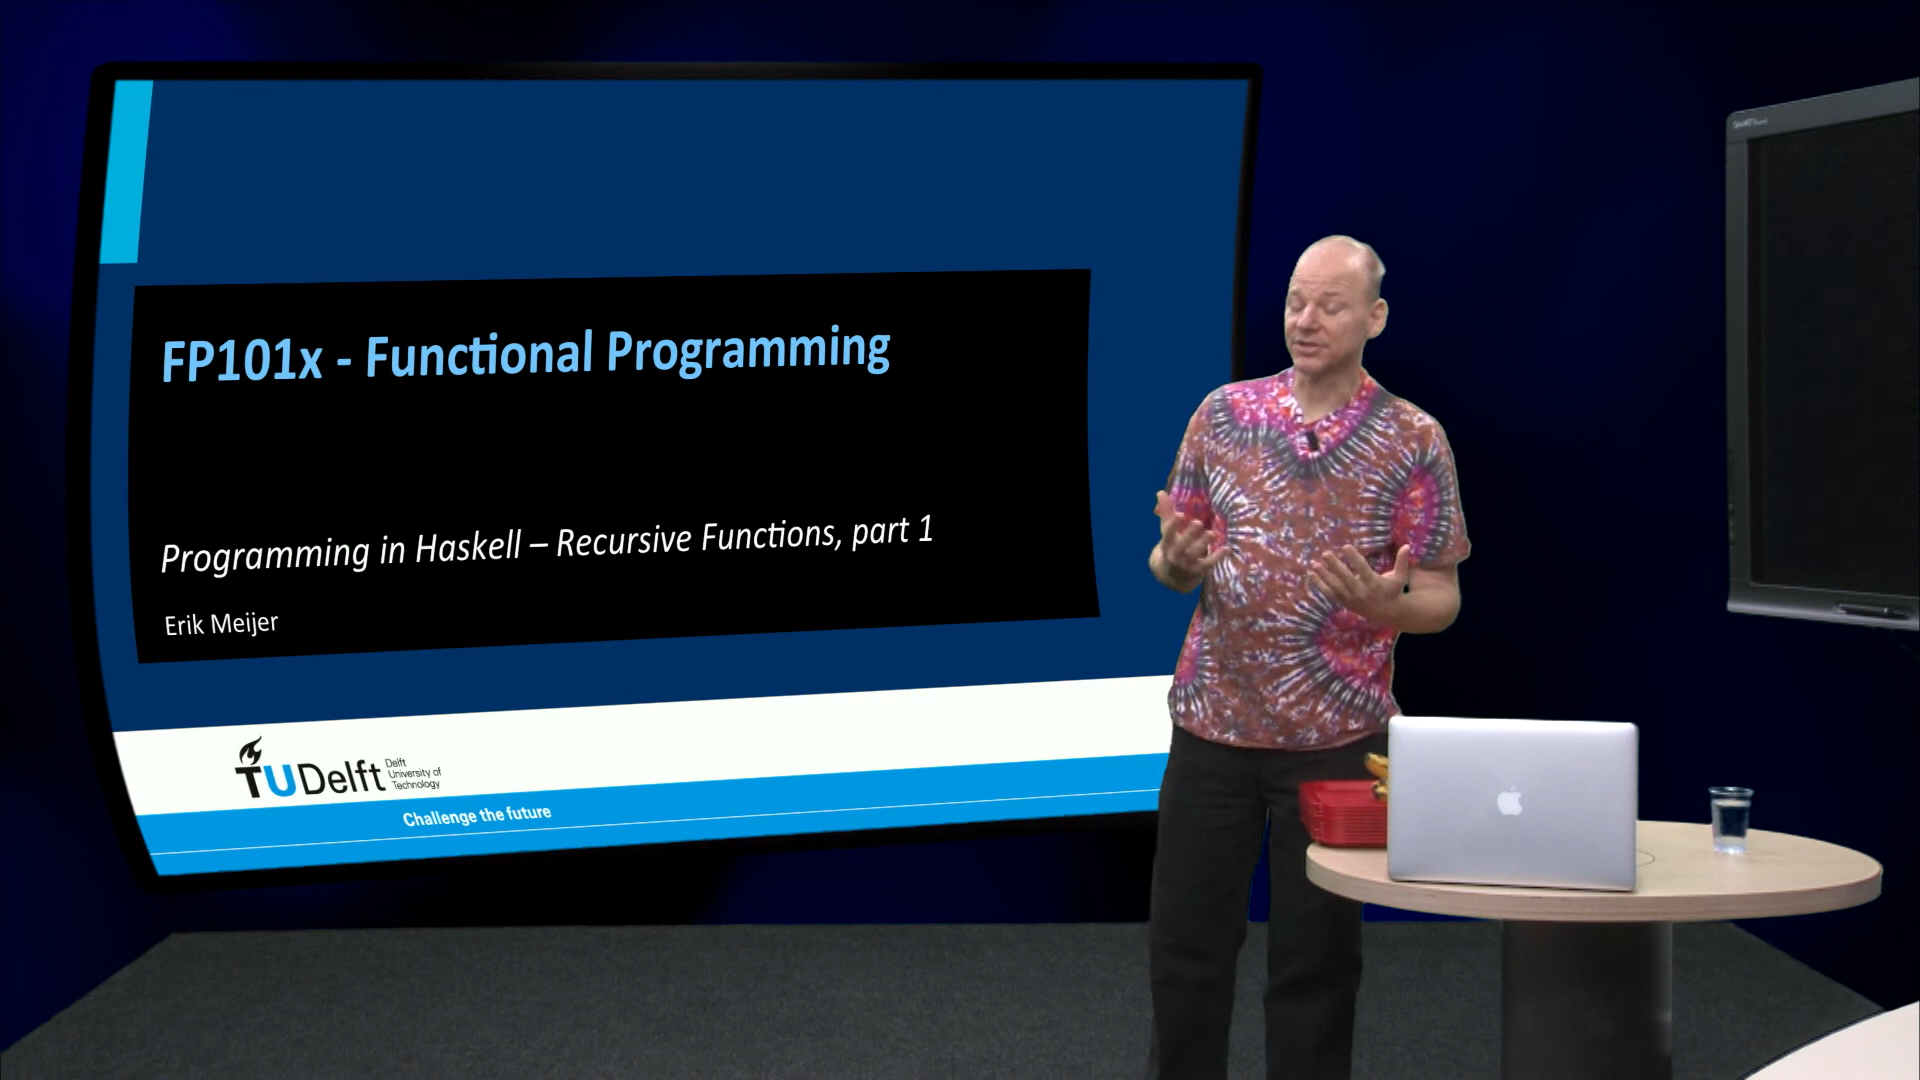 FP101x - Functional Programming
Programming in Haskell – Recursive Functions, part 1
Erik Meijer
TUDelft
Delft
University of
Technology
Challenge the future